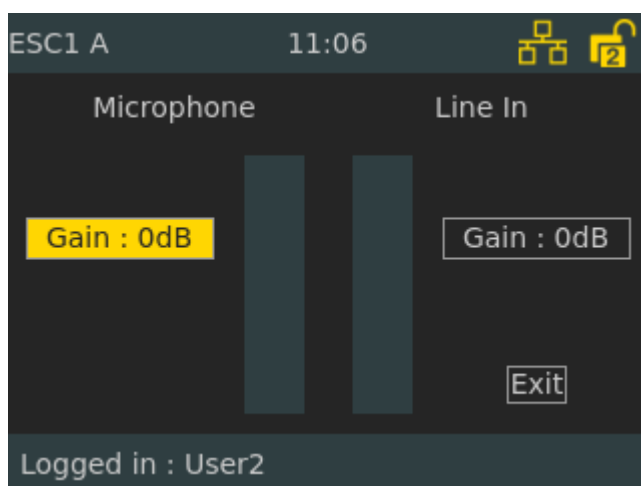 ESC1 A 11:06 2
Microphone Line In
Gain : 0dB Gain : 0dB
Exit
Logged in : User2